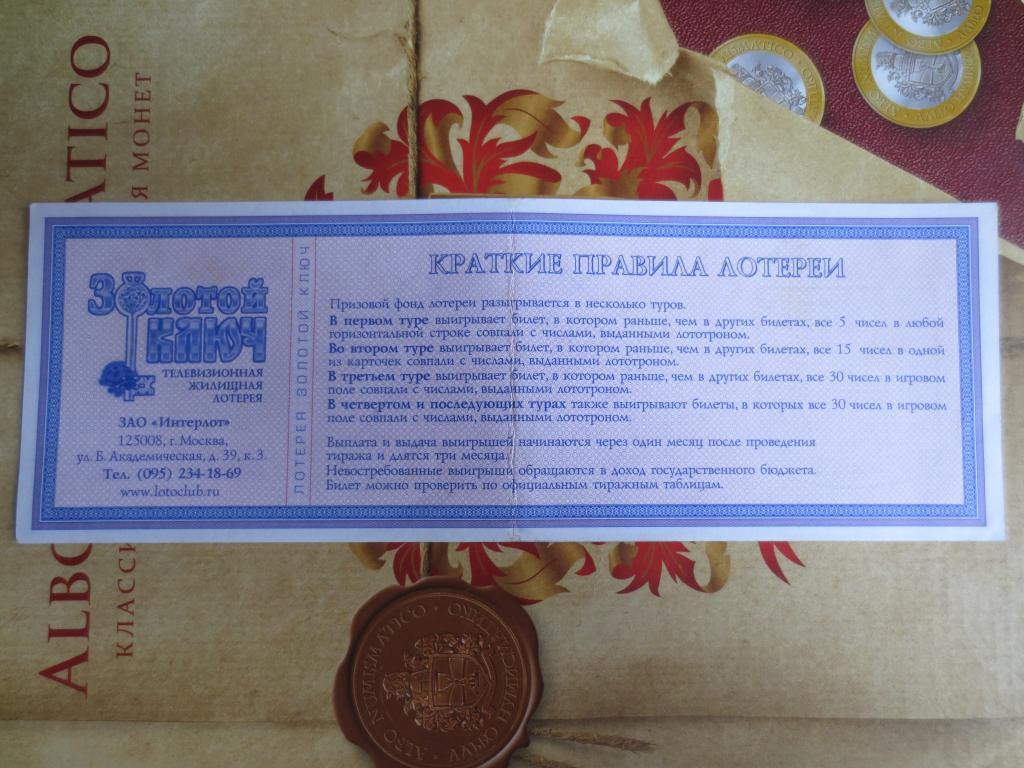 Золотой
КЛЮЧ
ТЕЛЕВИЗИОННАЯ
ЖИЛИЩНАЯ
ЛОТЕРЕЯ
ЗАО «Интерлот»
125008, г. Москва,
ул. Б. Академическая, д. 39, к. 3.
Тел. (095) 234-18-69
www.lotoclub.ru
ЛОТЕРЕЯ ЗОЛОТОЙ КЛЮЧ
КРАТКИЕ ПРАВИЛА ЛОТЕРЕИ
Призовой фонд лотереи разыгрывается в несколько туров.
В первом туре выигрывает билет, в котором раньше, чем в других билетах, все 5 чисел в любой
горизонтальной строке совпали с числами, выданными лототроном.
Во втором туре выигрывает билет, в котором раньше, чем в других билетах, все 15 чисел в одной
из карточек совпали с числами, выданными лототроном.
В третьем туре выигрывает билет, в котором раньше, чем в других билетах, все 30 чисел в игровом
поле совпали с числами, выданными лототроном.
В четвертом и последующих турах также выигрывают билеты, в которых все 30 чисел в игровом
поле совпали с числами, выданными лототроном.
Выплата и выдача выигрышей начинаются через один месяц после проведения
тиража и длятся три месяца.
Невостребованные выигрыши обращаются в доход государственного бюджета.
Билет можно проверить по официальным тиражным таблицам.
ALBO
ATICO
КЛАССИ
Я МОНЕТ
ALBO NUMISMATICO